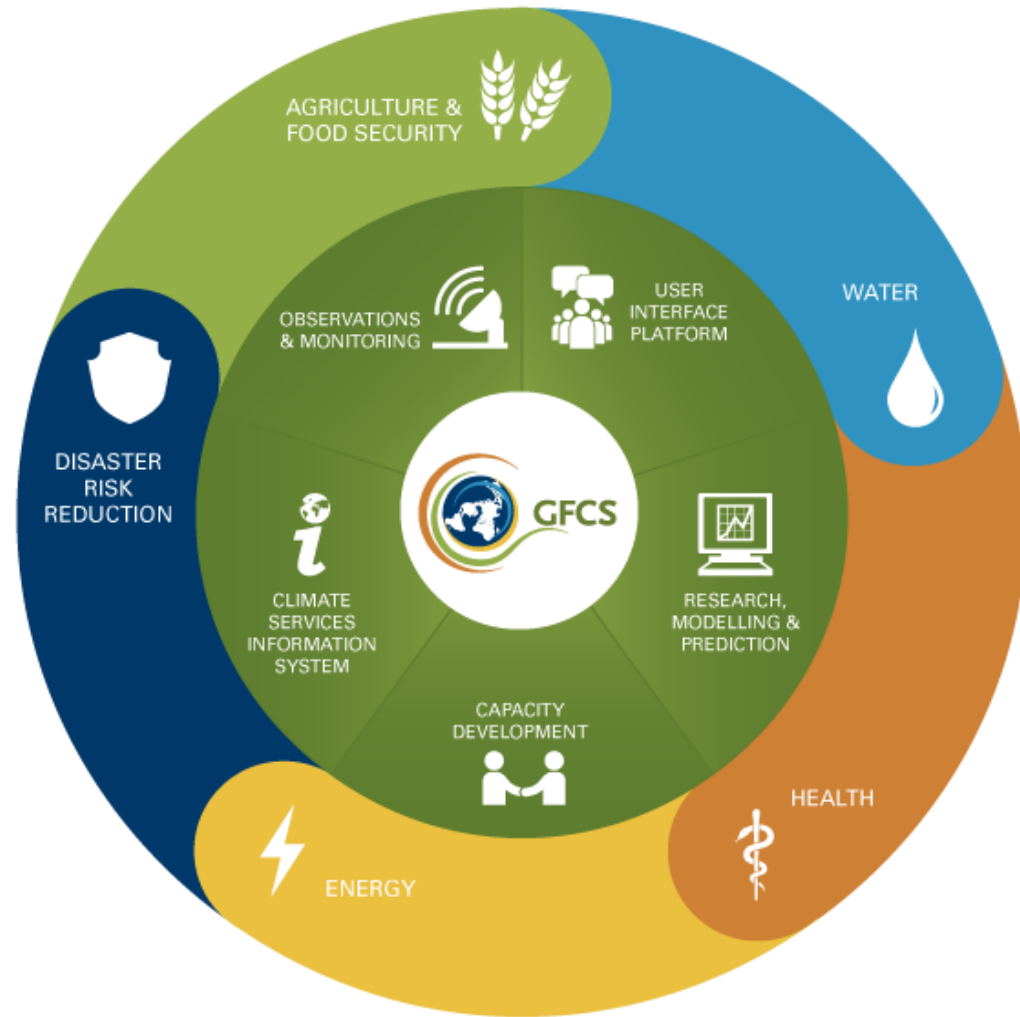 AGRICULTURE &
FOOD SECURITY
WATER
OBSERVATIONS
& MONITORING
USER
INTERFACE
PLATFORM
DISASTER
RISK
REDUCTION
GFCS
CLIMATE
SERVICES
INFORMATION
SYSTEM
RESEARCH,
MODELLING &
PREDICTION
CAPACITY
DEVELOPMENT
HEALTH
ENERGY